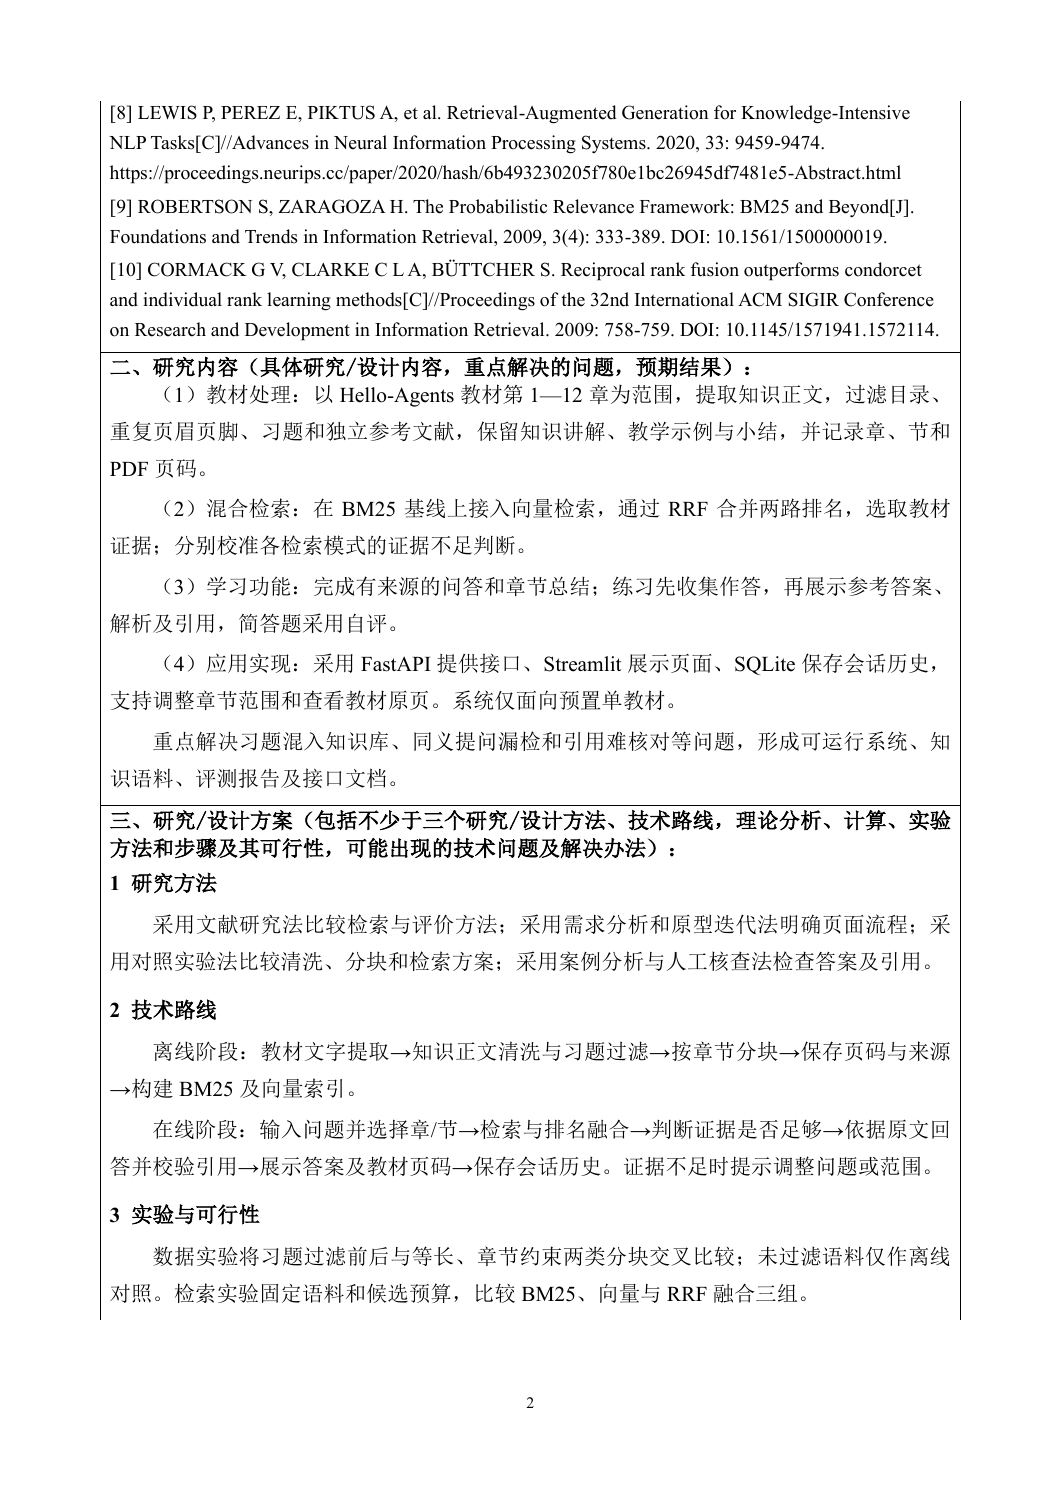 [8] LEWIS P, PEREZ E, PIKTUS A, et al. Retrieval-Augmented Generation for Knowledge-Intensive
NLP Tasks[C]//Advances in Neural Information Processing Systems. 2020, 33: 9459-9474.
https://proceedings.neurips.cc/paper/2020/hash/6b493230205f780e1bc26945df7481e5-Abstract.html
[9] ROBERTSON S, ZARAGOZA H. The Probabilistic Relevance Framework: BM25 and Beyond[J].
Foundations and Trends in Information Retrieval, 2009, 3(4): 333-389. DOI: 10.1561/1500000019.
[10] CORMACK G V, CLARKE C L A, BÜTTCHER S. Reciprocal rank fusion outperforms condorcet
and individual rank learning methods[C]//Proceedings of the 32nd International ACM SIGIR Conference
on Research and Development in Information Retrieval. 2009: 758-759. DOI: 10.1145/1571941.1572114.
二、研究内容（具体研究/设计内容，重点解决的问题，预期结果）：
（1）教材处理：以 Hello-Agents 教材第 1—12 章为范围，提取知识正文，过滤目录、
重复页眉页脚、习题和独立参考文献，保留知识讲解、教学示例与小结，并记录章、节和
PDF 页码。
（2）混合检索：在 BM25 基线上接入向量检索，通过 RRF 合并两路排名，选取教材
证据；分别校准各检索模式的证据不足判断。
（3）学习功能：完成有来源的问答和章节总结；练习先收集作答，再展示参考答案、
解析及引用，简答题采用自评。
（4）应用实现：采用 FastAPI 提供接口、Streamlit 展示页面、SQLite 保存会话历史，
支持调整章节范围和查看教材原页。系统仅面向预置单教材。
重点解决习题混入知识库、同义提问漏检和引用难核对等问题，形成可运行系统、知
识语料、评测报告及接口文档。
三、研究/设计方案（包括不少于三个研究/设计方法、技术路线，理论分析、计算、实验
方法和步骤及其可行性，可能出现的技术问题及解决办法）：
1 研究方法
采用文献研究法比较检索与评价方法；采用需求分析和原型迭代法明确页面流程；采
用对照实验法比较清洗、分块和检索方案；采用案例分析与人工核查法检查答案及引用。
2 技术路线
离线阶段：教材文字提取→知识正文清洗与习题过滤→按章节分块→保存页码与来源
→构建 BM25 及向量索引。
在线阶段：输入问题并选择章/节→检索与排名融合→判断证据是否足够→依据原文回
答并校验引用→展示答案及教材页码→保存会话历史。证据不足时提示调整问题或范围。
3 实验与可行性
数据实验将习题过滤前后与等长、章节约束两类分块交叉比较；未过滤语料仅作离线
对照。检索实验固定语料和候选预算，比较 BM25、向量与 RRF 融合三组。
2